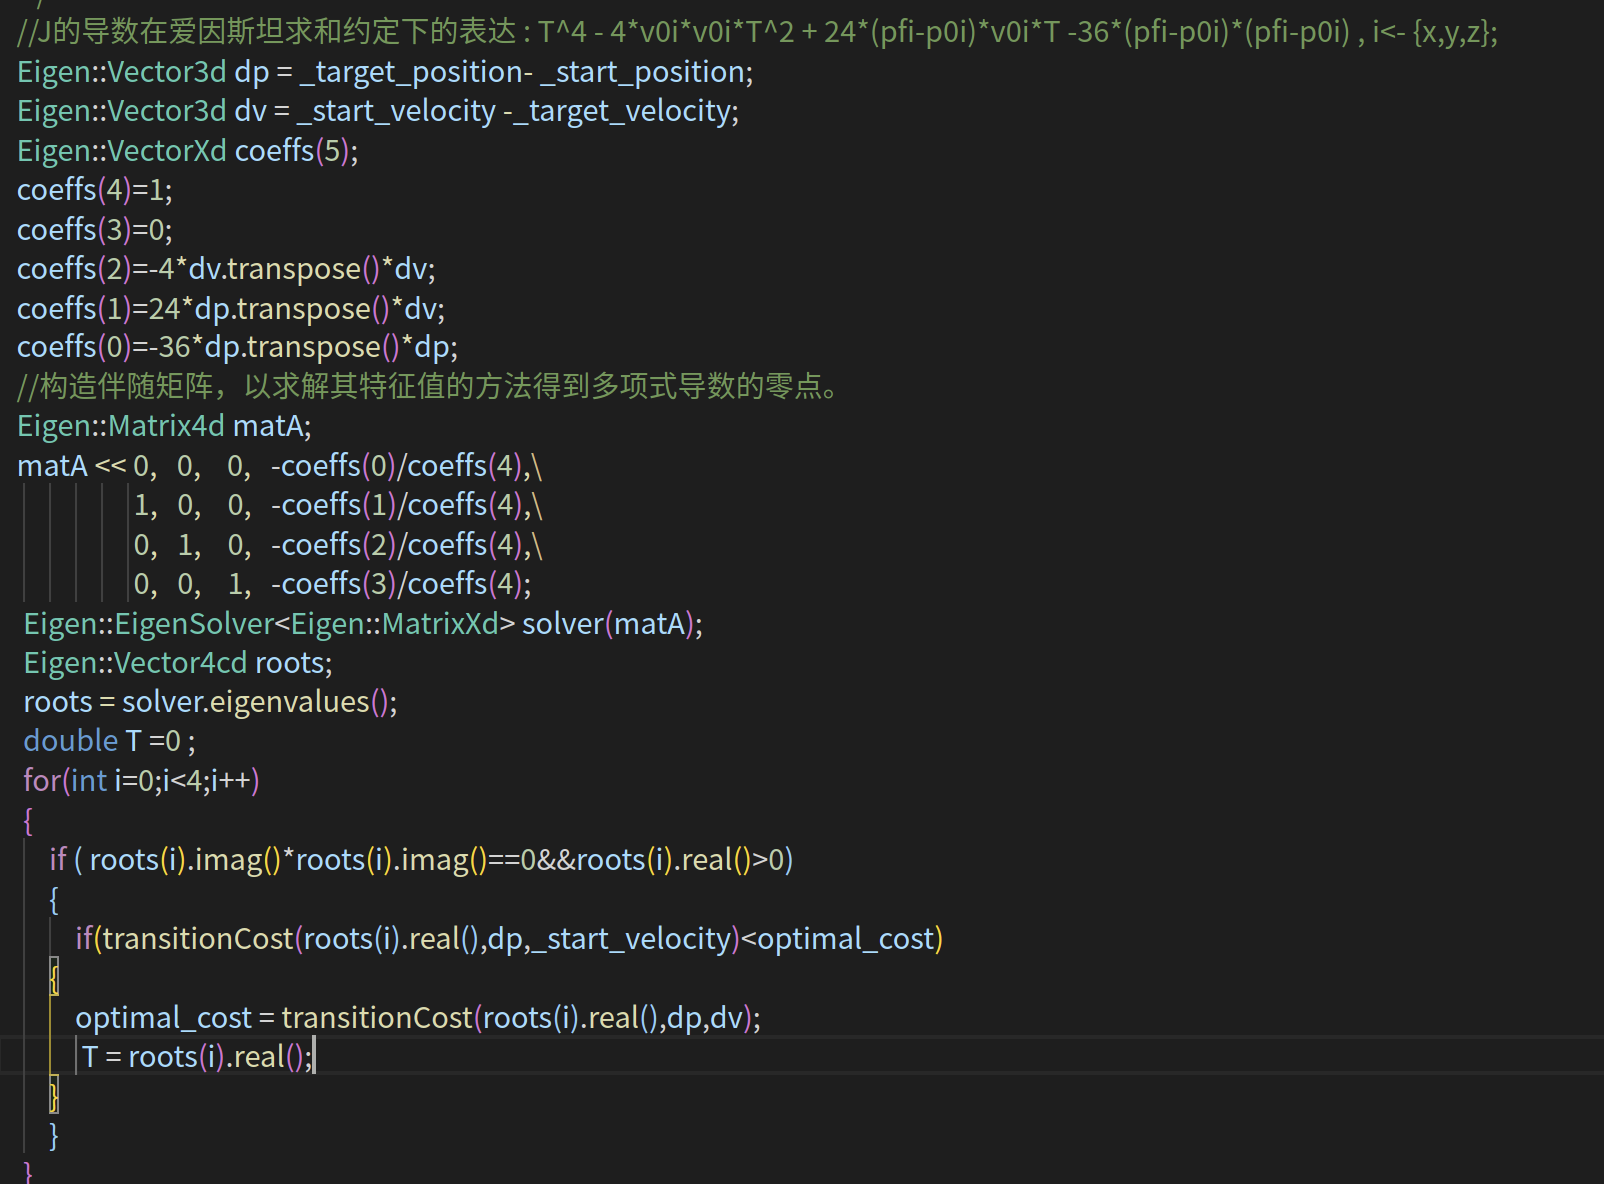 //J的导数在爱因斯坦求和约定下的表达 : T^4 - 4*v0i*v0i*T^2 + 24*(pfi-p0i)*v0i*T -36*(pfi-p0i)*(pfi-p0i) , i<- {x,y,z};
Eigen::Vector3d dp = _target_position- _start_position;
Eigen::Vector3d dv = _start_velocity -_target_velocity;
Eigen::VectorXd coeffs(5);
coeffs(4)=1;
coeffs(3)=0;
coeffs(2)=-4*dv.transpose()*dv;
coeffs(1)=24*dp.transpose()*dv;
coeffs(0)=-36*dp.transpose()*dp;
//构造伴随矩阵，以求解其特征值的方法得到多项式导数的零点。
Eigen::Matrix4d matA;
matA << 0, 0, 0, -coeffs(0)/coeffs(4),\
1, 0, 0, -coeffs(1)/coeffs(4),\
0, 1, 0, -coeffs(2)/coeffs(4),\
0, 0, 1, -coeffs(3)/coeffs(4);
Eigen::EigenSolver<Eigen::MatrixXd> solver(matA);
Eigen::Vector4cd roots;
roots = solver.eigenvalues();
double T =0 ;
for(int i=0;i<4;i++)
{
if ( roots(i).imag()*roots(i).imag()==0&&roots(i).real()>0)
{
if(transitionCost(roots(i).real(),dp,_start_velocity)<optimal_cost)
{
optimal_cost = transitionCost(roots(i).real(),dp,dv);
T = roots(i).real();
}
}
}